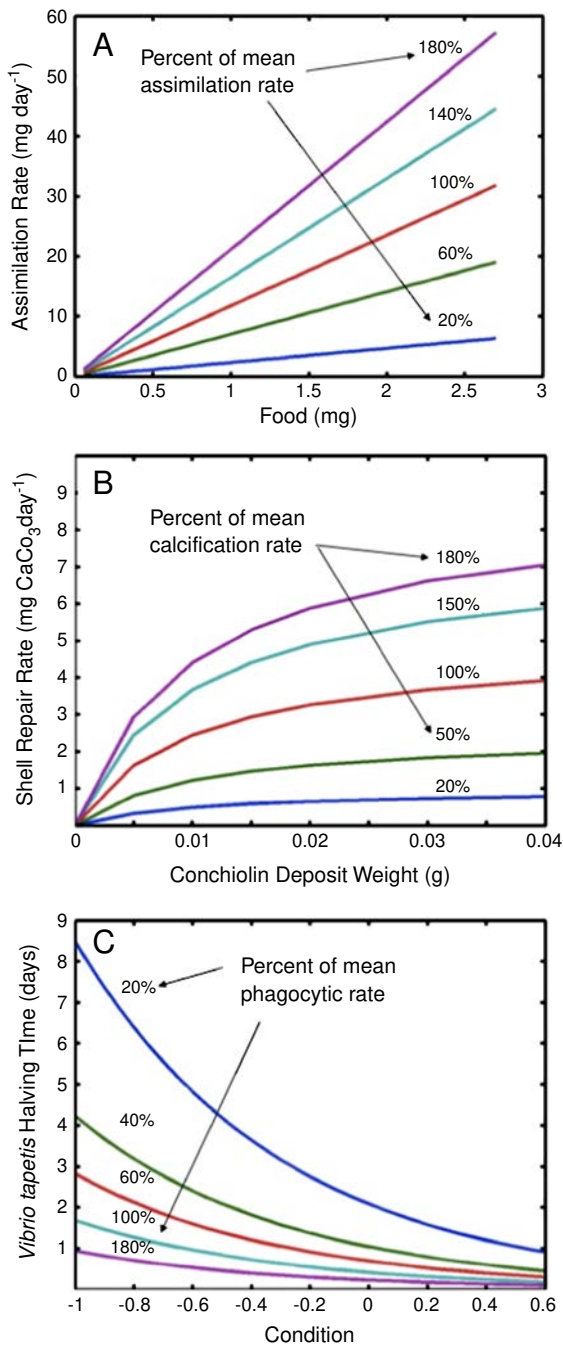 A
Percent of mean
assimilation rate
180%
140%
100%
60%
20%
Assimilation Rate (mg day-1)
60
50
40
30
20
10
0
0 0.5 1 1.5 2 2.5 3
Food (mg)
B
Percent of mean
calcification rate
180%
150%
100%
50%
20%
Shell Repair Rate (mg CaCo3day-1)
9
8
7
6
5
4
3
2
1
0 0.01 0.02 0.03 0.04
Conchiolin Deposit Weight (g)
C
Percent of mean
phagocytic rate
20%
40%
60%
100%
180%
Vibrio tapetis Halving TIme (days)
9
8
7
6
5
4
3
2
1
-1 -0.8 -0.6 -0.4 -0.2 0 0.2 0.4 0.6
Condition